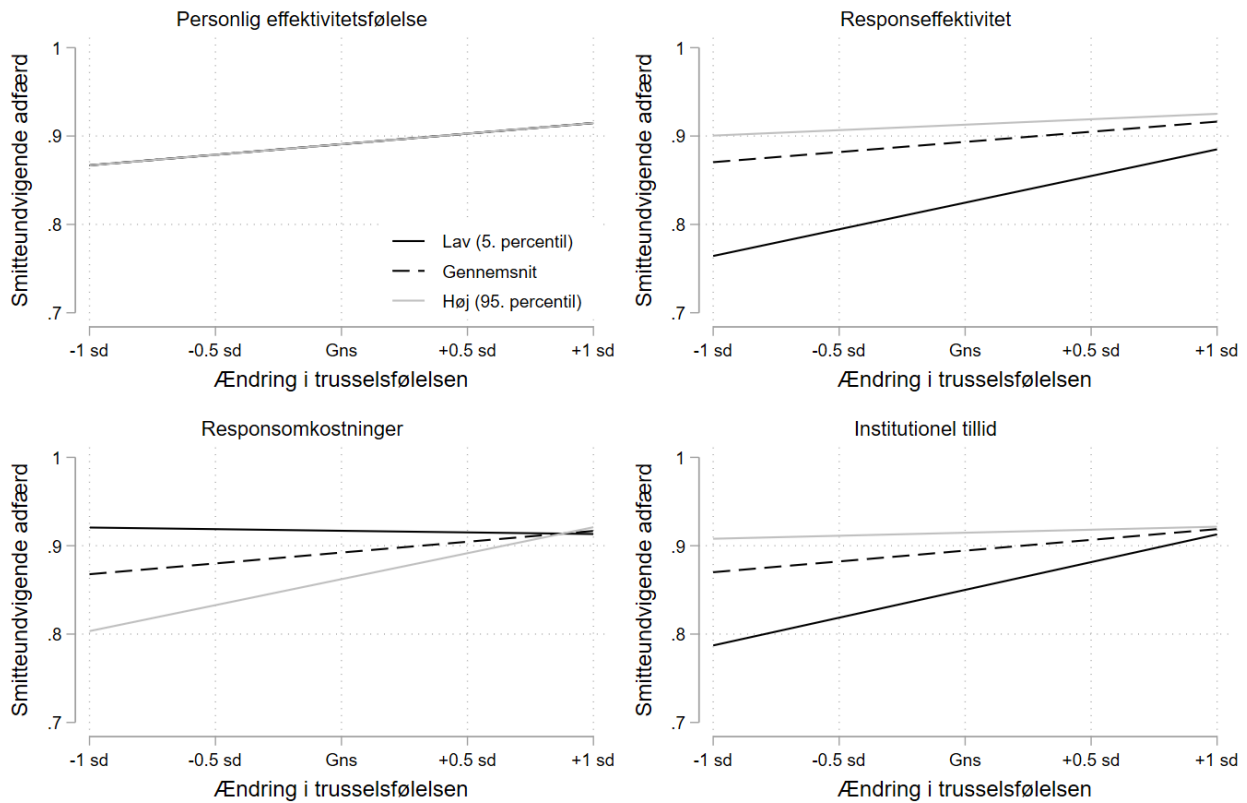 Personlig effektivitetsfølelse
Smitteundvigende adfærd
1
.9
.8
.7
Lav (5. percentil)
Gennemsnit
Høj (95. percentil)
-1 sd -0.5 sd Gns +0.5 sd +1 sd
Ændring i trusselsfølelsen
Responseffektivitet
Smitteundvigende adfærd
1
.9
.8
.7
-1 sd -0.5 sd Gns +0.5 sd +1 sd
Ændring i trusselsfølelsen
Responsomkostninger
Smitteundvigende adfærd
1
.9
.8
.7
-1 sd -0.5 sd Gns +0.5 sd +1 sd
Ændring i trusselsfølelsen
Institutionel tillid
Smitteundvigende adfærd
1
.9
.8
.7
-1 sd -0.5 sd Gns +0.5 sd +1 sd
Ændring i trusselsfølelsen